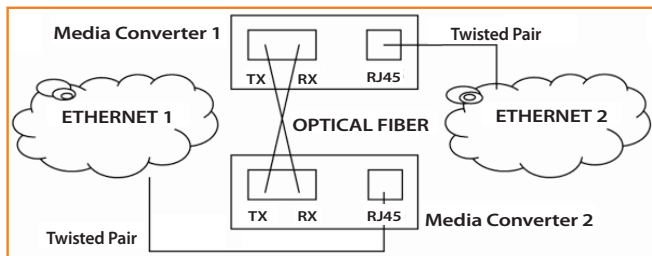 Media Converter 1
Twisted Pair
TX RX RJ45
ETHERNET 1
OPTICAL FIBER
ETHERNET 2
TX RX RJ45
Media Converter 2
Twisted Pair